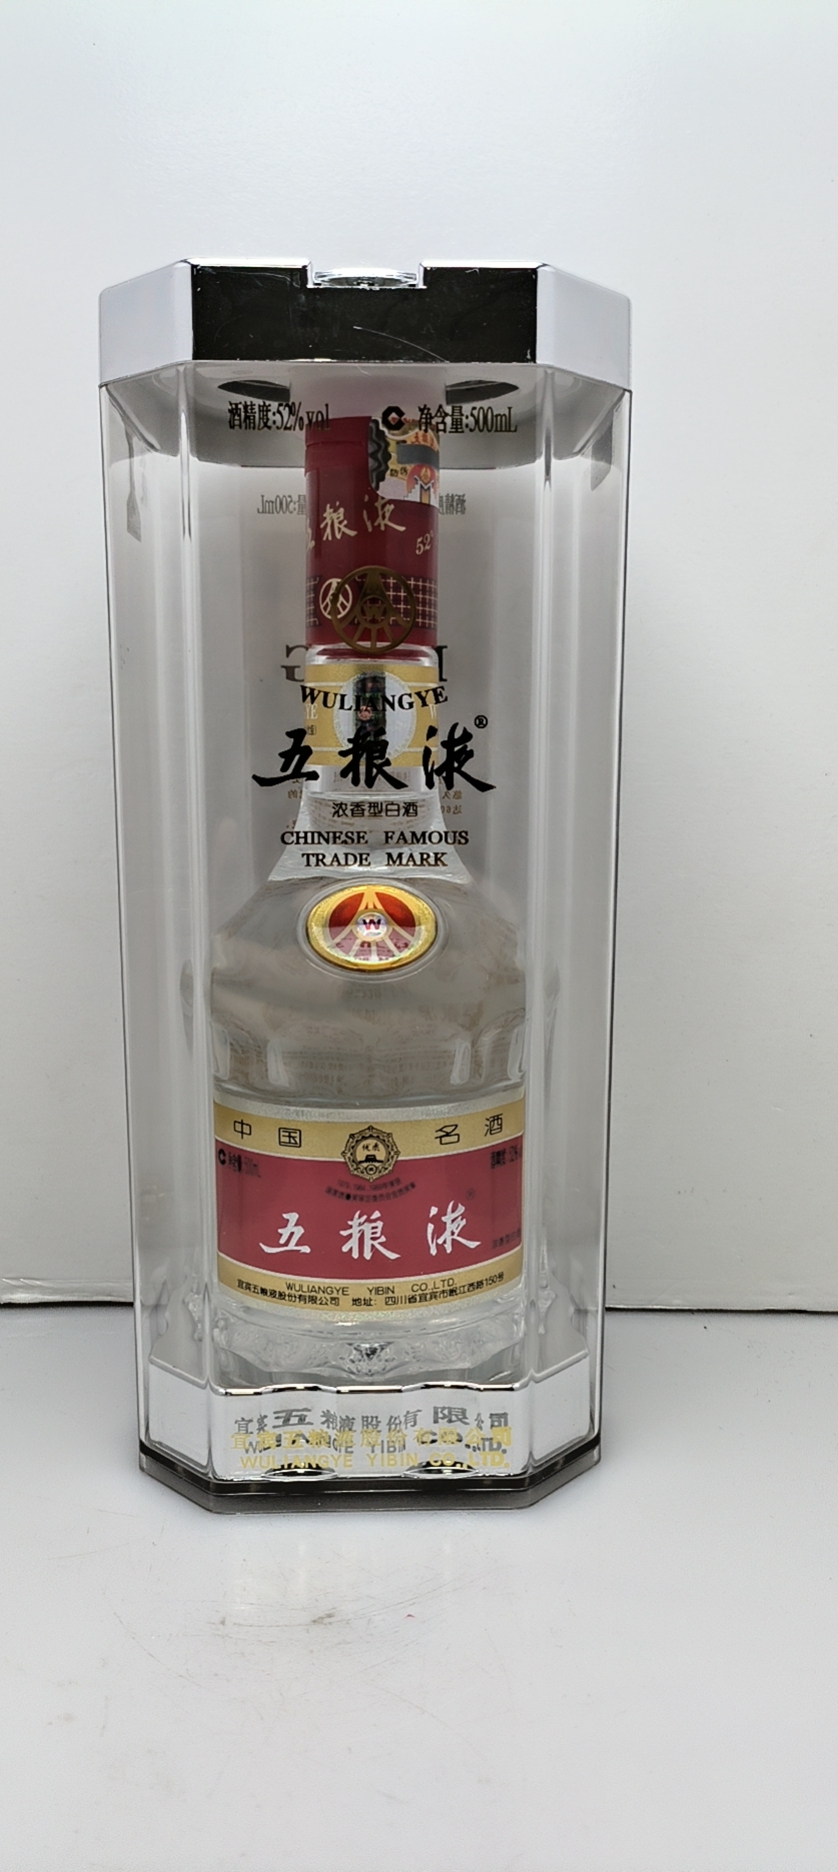 酒精度:52%vol
净含量:500mL
粮液
52°
WULIANGYE
五粮液®
浓香型白酒
CHINESE FAMOUS
TRADE MARK
W
中国名酒
五粮液
WULIANGYE YIBIN CO.,LTD.
宜宾五粮液股份有限公司 地址: 四川省宜宾市岷江西路150号
宜宾五粮液股份有限公司
WULIANGYE YIBIN CO.,LTD.